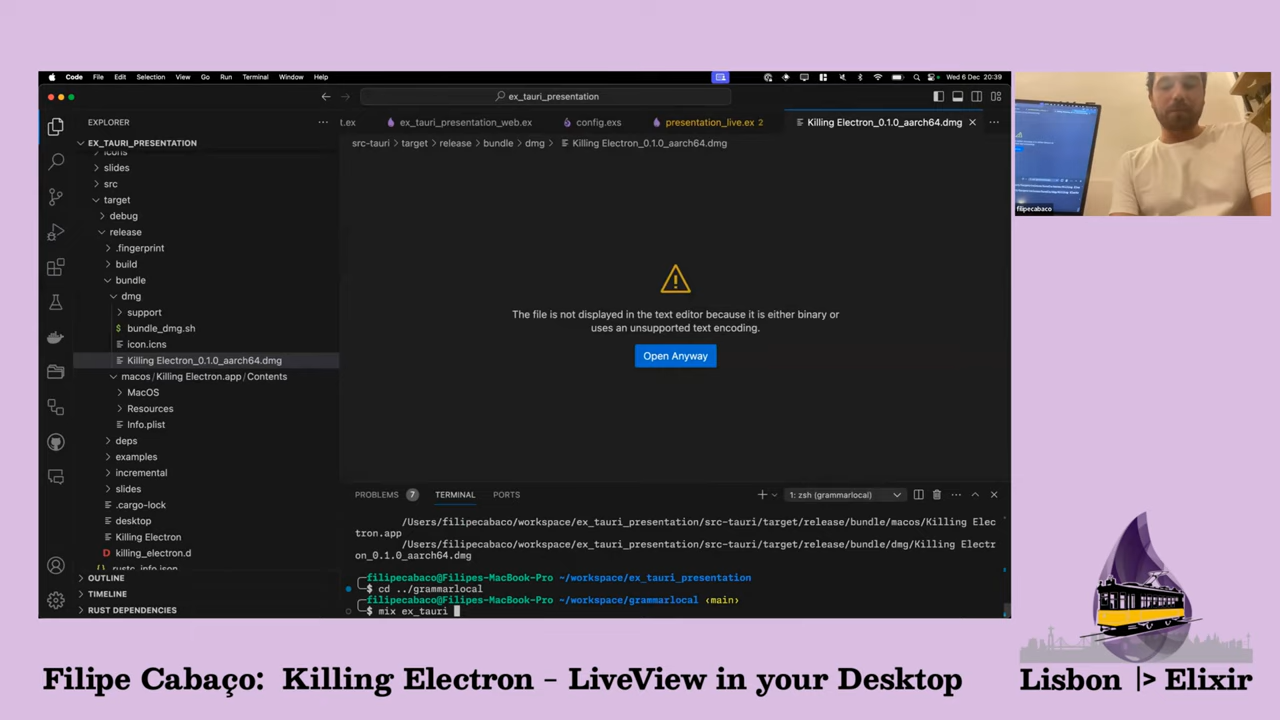 Code File Edit Selection View Go Run Terminal Window Help
Wed 6 Dec 20:39
ex_tauri_presentation
EXPLORER
t.ex
ex_tauri_presentation_web.ex
config.exs
presentation_live.ex 2
Killing Electron_0.1.0_aarch64.dmg
EX_TAURI_PRESENTATION
src-tauri > target > release > bundle > dmg > Killing Electron_0.1.0_aarch64.dmg
icons
slides
src
target
debug
release
.fingerprint
build
bundle
dmg
support
$ bundle_dmg.sh
icon.icns
Killing Electron_0.1.0_aarch64.dmg
macos / Killing Electron.app / Contents
MacOS
Resources
Info.plist
deps
examples
incremental
slides
.cargo-lock
desktop
Killing Electron
killing_electron.d
.rustc_info.json
OUTLINE
TIMELINE
RUST DEPENDENCIES
The file is not displayed in the text editor because it is either binary or
uses an unsupported text encoding.
Open Anyway
PROBLEMS 7 TERMINAL PORTS
1: zsh (grammarlocal)
/Users/filipecabaco/workspace/ex_tauri_presentation/src-tauri/target/release/bundle/macos/Killing Elec
tron.app
/Users/filipecabaco/workspace/ex_tauri_presentation/src-tauri/target/release/bundle/dmg/Killing Electr
on_0.1.0_aarch64.dmg
filipecabaco@Filipes-MacBook-Pro ~/workspace/ex_tauri_presentation
$ cd ../grammarlocal
filipecabaco@Filipes-MacBook-Pro ~/workspace/grammarlocal ‹main›
$ mix ex_tauri
filipecabaco
Filipe Cabaço: Killing Electron - LiveView in your Desktop
Lisbon |> Elixir